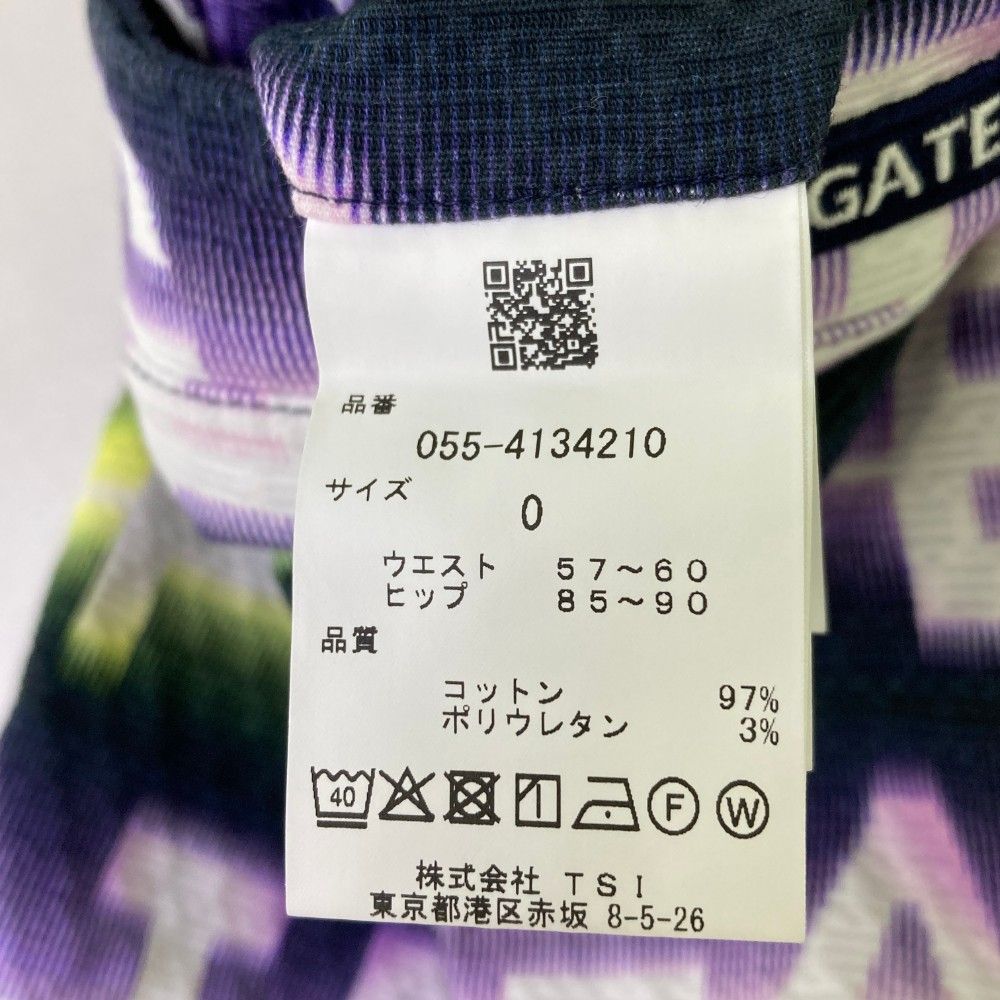 GATE
品番
055-4134210
サイズ
0
ウエスト 57～60
ヒップ 85～90
品質
コットン 97%
ポリウレタン 3%
40 F W
株式会社 TSI
東京都港区赤坂 8-5-26